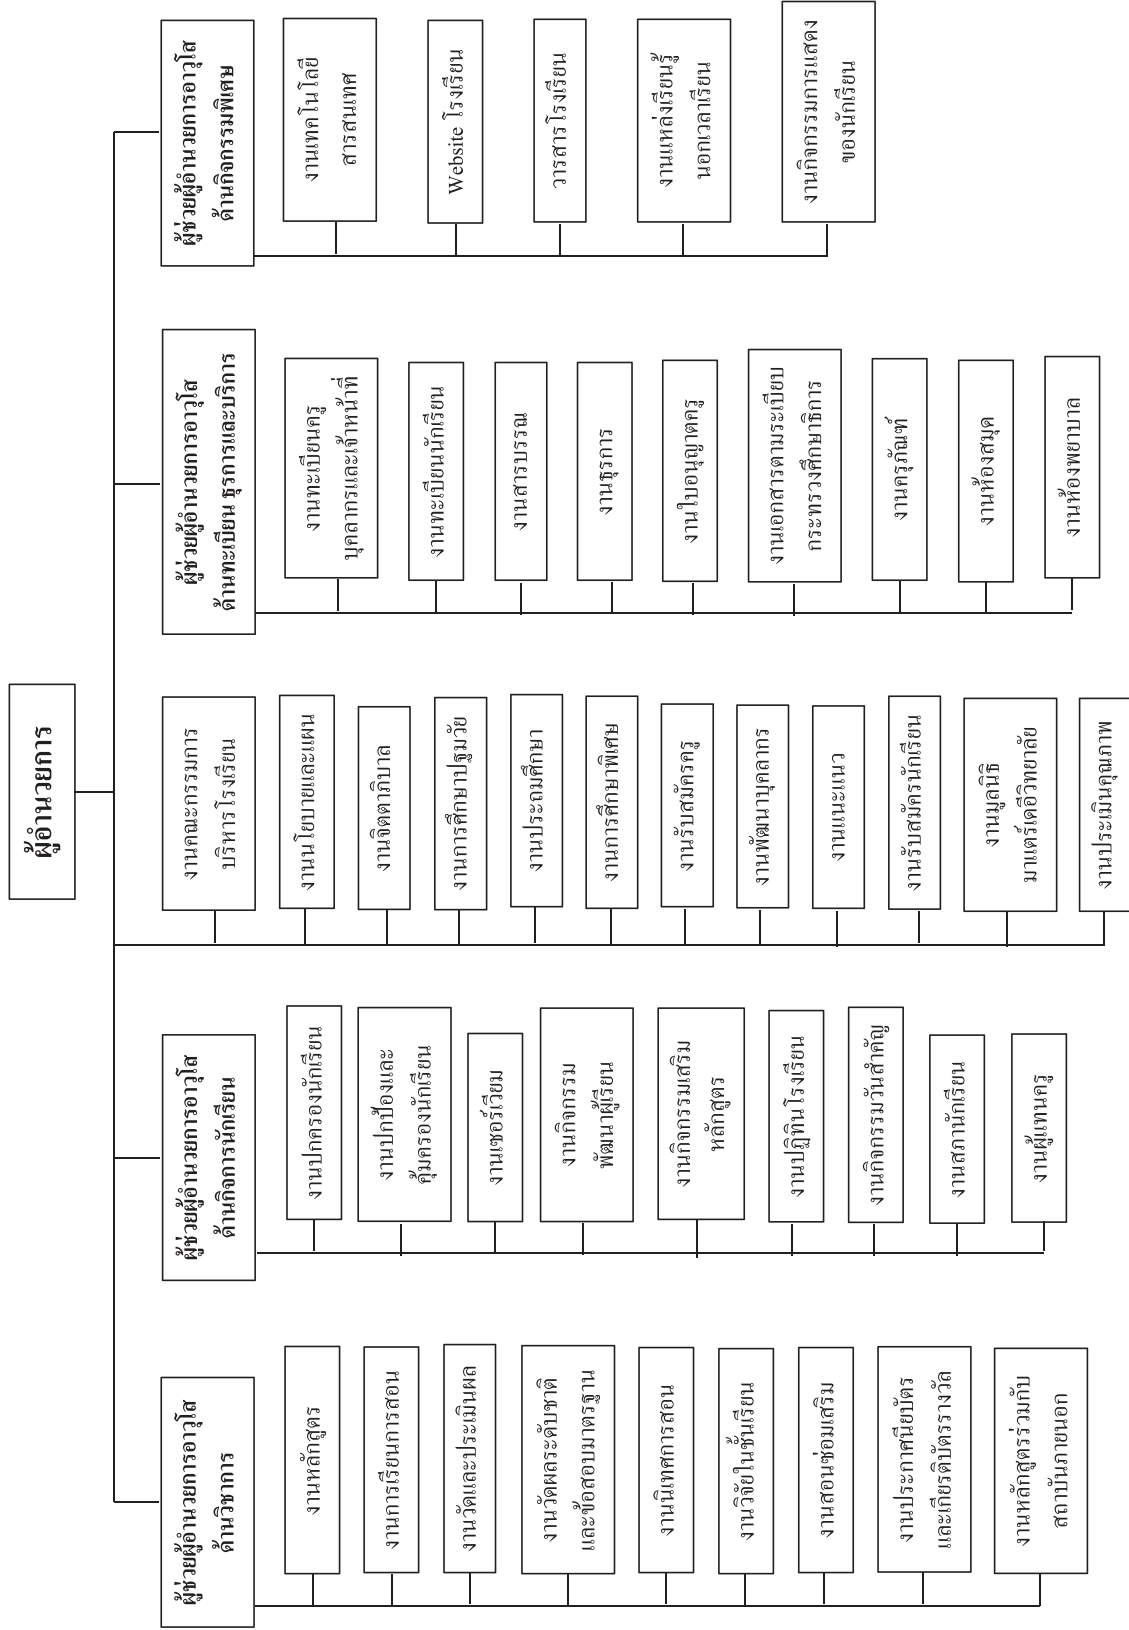 ผู้อำนวยการ
ผู้ช่วยผู้อำนวยการอาวุโส
ด้านวิชาการ
งานหลักสูตร
งานการเรียนการสอน
งานวัดและประเมินผล
งานวัดผลระดับชาติ
และข้อสอบมาตรฐาน
งานนิเทศการสอน
งานวิจัยในชั้นเรียน
งานสอนซ่อมเสริม
งานประกาศนียบัตร
และเกียรติบัตรรางวัล
งานหลักสูตรร่วมกับ
สถาบันภายนอก
ผู้ช่วยผู้อำนวยการอาวุโส
ด้านกิจการนักเรียน
งานปกครองนักเรียน
งานปกป้องและ
คุ้มครองนักเรียน
งานเซอร์เวียม
งานกิจกรรม
พัฒนาผู้เรียน
งานกิจกรรมเสริม
หลักสูตร
งานปฏิทินโรงเรียน
งานกิจกรรมวันสำคัญ
งานสภานักเรียน
งานผู้แทนครู
งานคณะกรรมการ
บริหารโรงเรียน
งานนโยบายและแผน
งานจิตตาภิบาล
งานการศึกษาปฐมวัย
งานประถมศึกษา
งานการศึกษาพิเศษ
งานรับสมัครครู
งานพัฒนาบุคลากร
งานแนะแนว
งานรับสมัครนักเรียน
งานมูลนิธิ
มาแตร์เดอีวิทยาลัย
งานประเมินคุณภาพ
ผู้ช่วยผู้อำนวยการอาวุโส
ด้านทะเบียน ธุรการและบริการ
งานทะเบียนครู
บุคลากรและเจ้าหน้าที่
งานทะเบียนนักเรียน
งานสารบรรณ
งานธุรการ
งานใบอนุญาตครู
งานเอกสารตามระเบียบ
กระทรวงศึกษาธิการ
งานครุภัณฑ์
งานห้องสมุด
งานห้องพยาบาล
ผู้ช่วยผู้อำนวยการอาวุโส
ด้านกิจกรรมพิเศษ
งานเทคโนโลยี
สารสนเทศ
Website โรงเรียน
วารสารโรงเรียน
งานแหล่งเรียนรู้
นอกเวลาเรียน
งานกิจกรรมการแสดง
ของนักเรียน